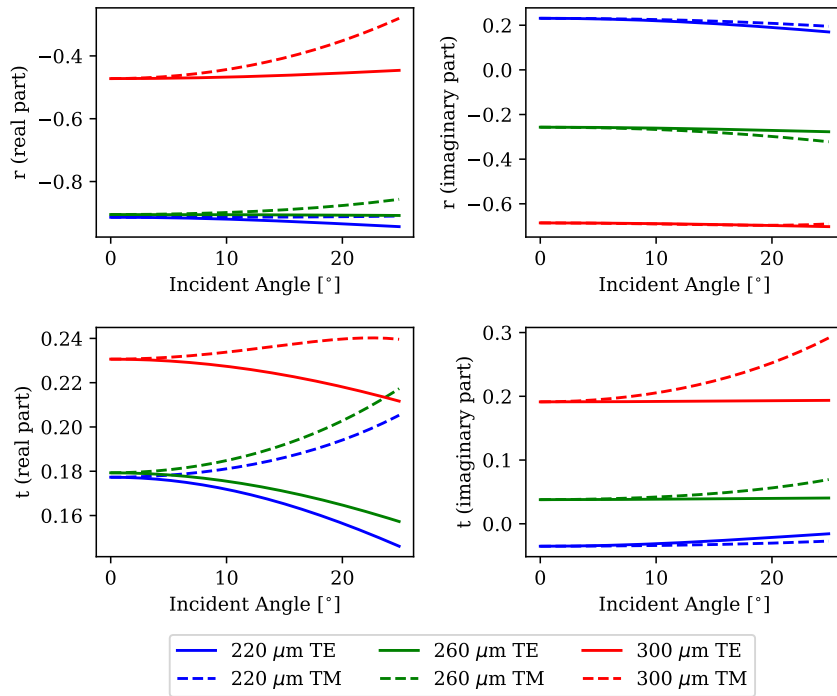 r (real part)
−0.4
−0.6
−0.8
0
10
20
Incident Angle [°]
r (imaginary part)
0.2
0.0
−0.2
−0.4
−0.6
0
10
20
Incident Angle [°]
t (real part)
0.24
0.22
0.20
0.18
0.16
0
10
20
Incident Angle [°]
t (imaginary part)
0.3
0.2
0.1
0.0
0
10
20
Incident Angle [°]
220 μm TE
260 μm TE
300 μm TE
220 μm TM
260 μm TM
300 μm TM